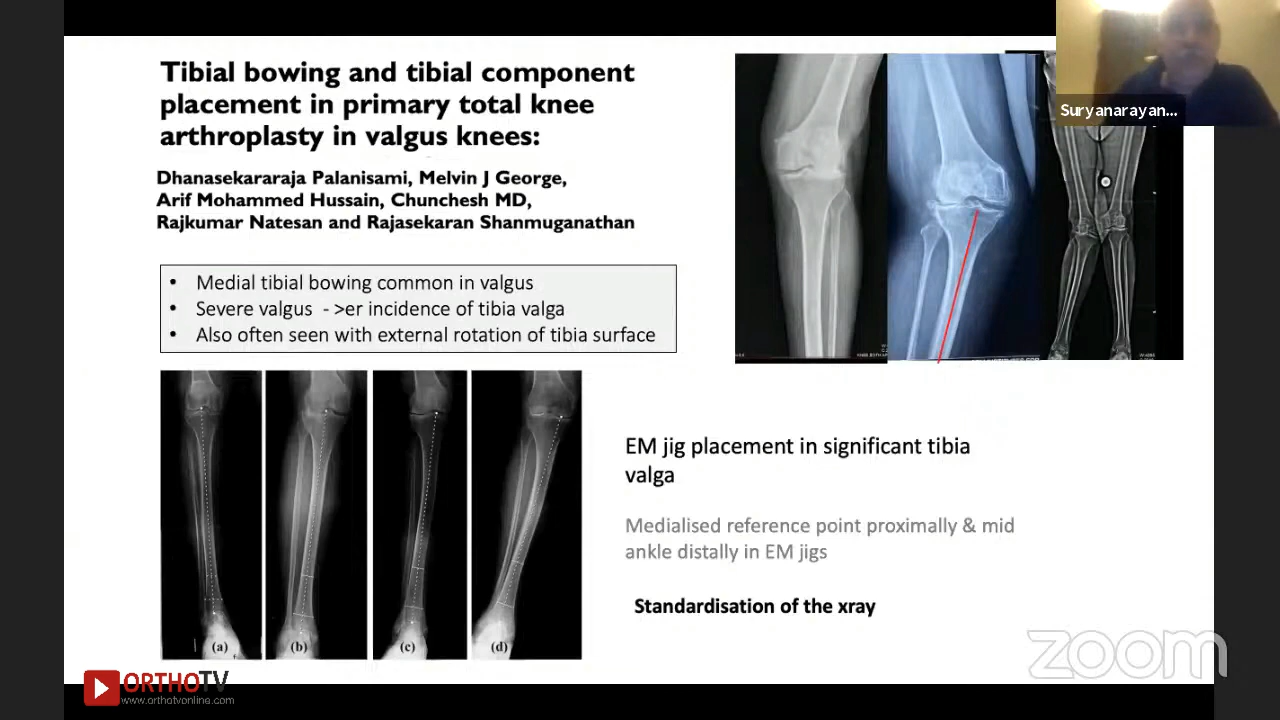 Tibial bowing and tibial component
placement in primary total knee
arthroplasty in valgus knees:
Dhanasekararaja Palanisami, Melvin J George,
Arif Mohammed Hussain, Chunchesh MD,
Rajkumar Natesan and Rajasekaran Shanmuganathan
• Medial tibial bowing common in valgus
• Severe valgus - >er incidence of tibia valga
• Also often seen with external rotation of tibia surface
(a) (b) (c) (d)
Suryanarayan...
EM jig placement in significant tibia
valga
Medialised reference point proximally & mid
ankle distally in EM jigs
Standardisation of the xray
zoom
ORTHOTV
www.orthotvonline.com